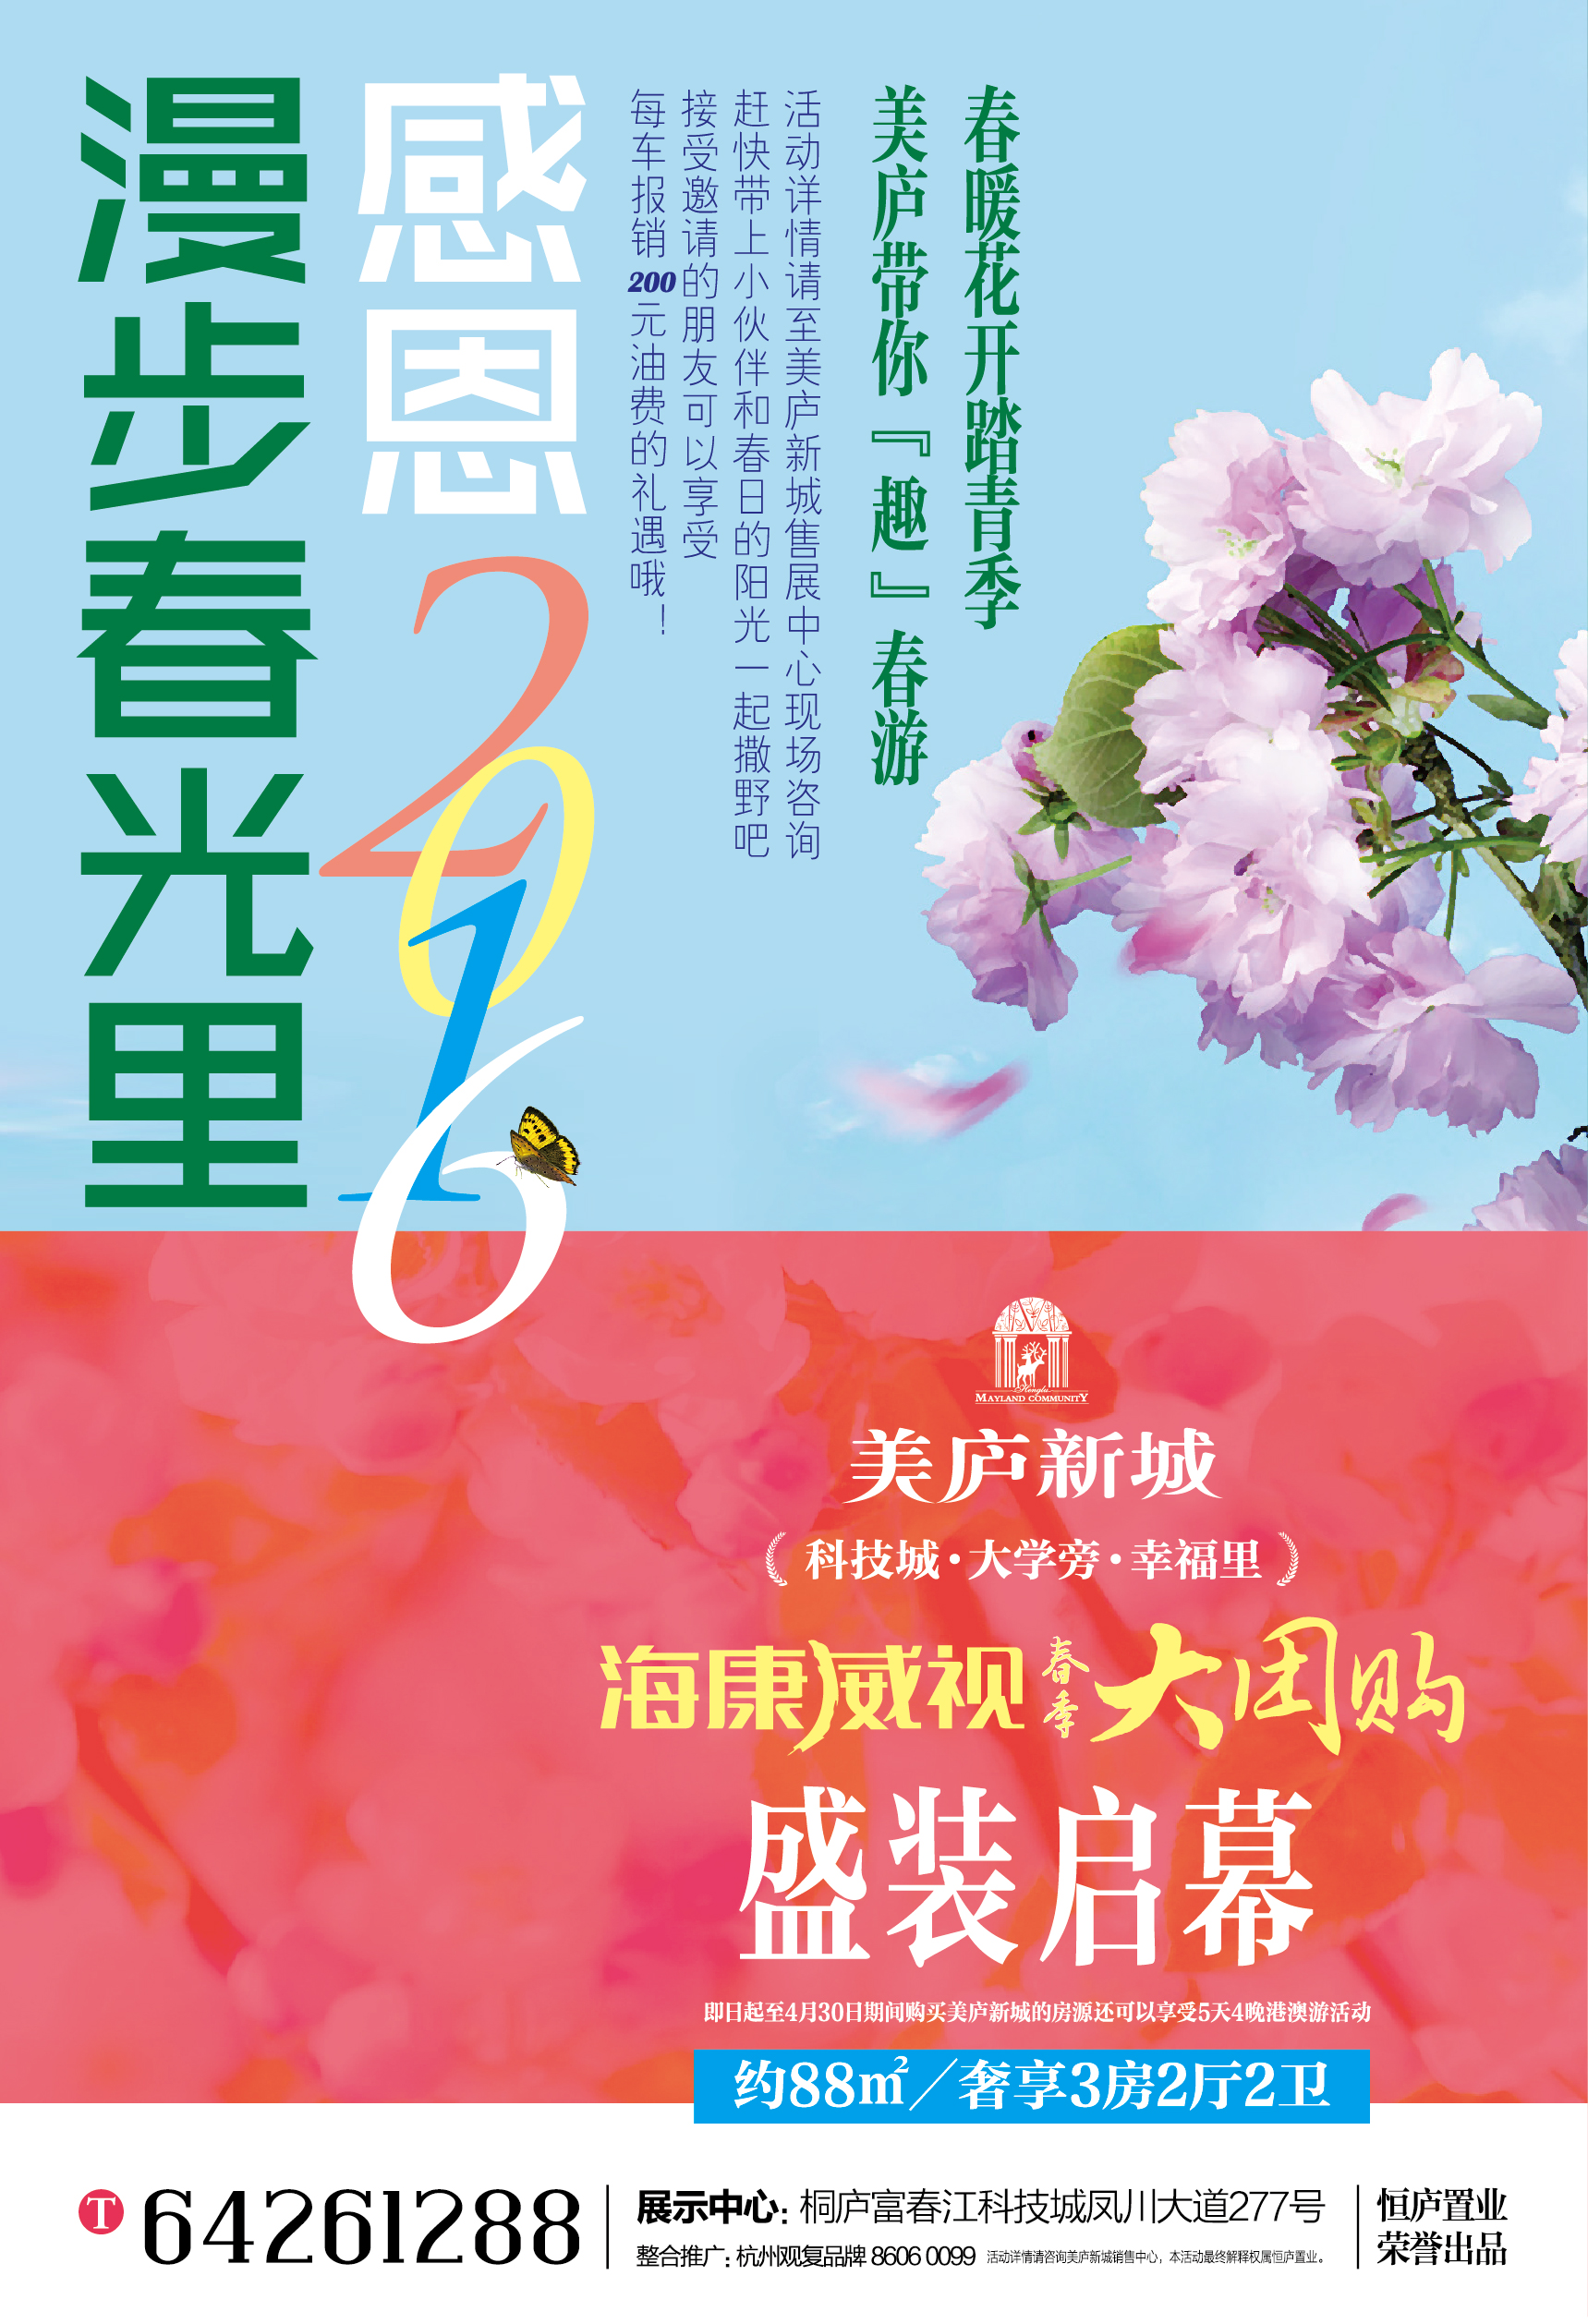 感恩2016
漫步春光里
春暖花开踏青季
美庐带你『趣』春游
活动详情请至美庐新城售展中心现场咨询
赶快带上小伙伴和春日的阳光一起撒野吧
接受邀请的朋友可以享受
每车报销200元油费的礼遇哦！
Henglu
MAYLAND COMMUNITY
美庐新城
科技城·大学旁·幸福里
海康威视春季大团购
盛装启幕
即日起至4月30日期间购买美庐新城的房源还可以享受5天4晚港澳游活动
约88㎡／奢享3房2厅2卫
T 64261288
展示中心：桐庐富春江科技城凤川大道277号
整合推广：杭州观复品牌 8606 0099 活动详情请咨询美庐新城销售中心，本活动最终解释权属恒庐置业。
恒庐置业
荣誉出品